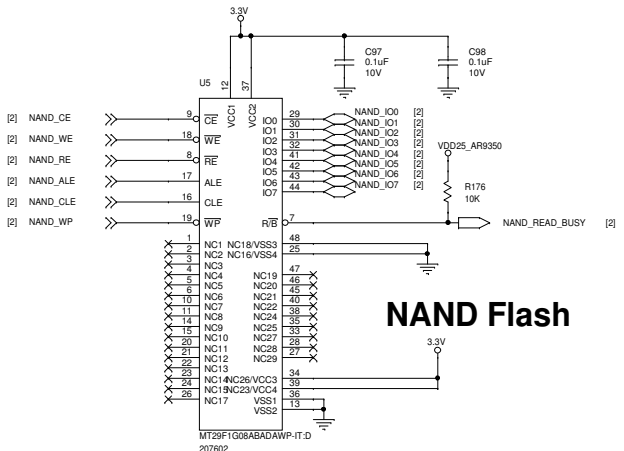 3.3V
C97
0.1uF
10V
C98
0.1uF
10V
U5
12
37
VCC1
VCC2
[2] NAND_CE
9
CE
[2] NAND_WE
18
WE
[2] NAND_RE
8
RE
[2] NAND_ALE
17
ALE
[2] NAND_CLE
16
CLE
[2] NAND_WP
19
WP
IO0 29 NAND_IO0 [2]
IO1 30 NAND_IO1 [2]
IO2 31 NAND_IO2 [2]
IO3 32 NAND_IO3 [2]
IO4 41 NAND_IO4 [2]
IO5 42 NAND_IO5 [2]
IO6 43 NAND_IO6 [2]
IO7 44 NAND_IO7 [2]
VDD25_AR9350
R176
10K
R/B 7 NAND_READ_BUSY [2]
1 NC1 NC18/VSS3 48
2 NC2 NC16/VSS4 25
3 NC3
4 NC4 NC19 47
5 NC5 NC20 46
6 NC6 NC21 45
10 NC7 NC22 40
11 NC8 NC24 38
14 NC9 NC25 35
15 NC10 NC27 33
20 NC11 NC28 28
21 NC12 NC29 27
22 NC13
23 NC14 NC26/VCC3 34
24 NC15 NC23/VCC4 39
26 NC17 VSS1 36
VSS2 13
NAND Flash
3.3V
MT29F1G08ABADAWP-IT:D
207602